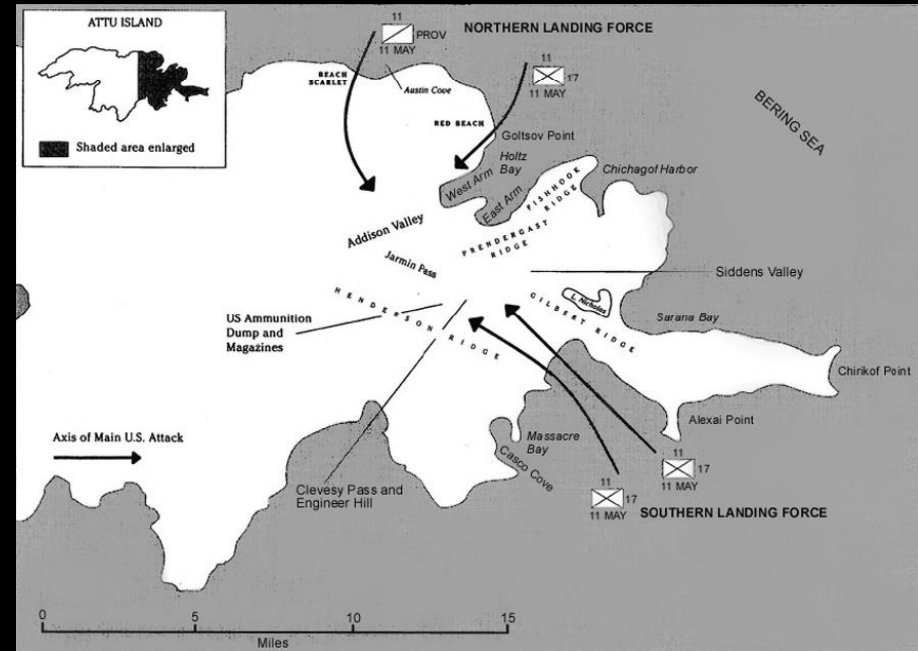 ATTU ISLAND
Shaded area enlarged
11
PROV
11 MAY
NORTHERN LANDING FORCE
11
17
11 MAY
BEACH
SCARLET
Austin Cove
RED BEACH
Goltsov Point
BERING SEA
Holtz
Bay
West Arm
East Arm
FISHHOOK
RIDGE
Chichagof Harbor
PRENDERGAST
RIDGE
Addison Valley
Jarmin Pass
Siddens Valley
HENDERSON RIDGE
L. Nicholas
GILBERT RIDGE
Sarana Bay
US Ammunition
Dump and
Magazines
Chirikof Point
Alexai Point
Axis of Main U.S. Attack
Massacre
Bay
Casco Cove
11
17
11 MAY
Clevesy Pass and
Engineer Hill
11
17
11 MAY
SOUTHERN LANDING FORCE
0
5
10
15
Miles